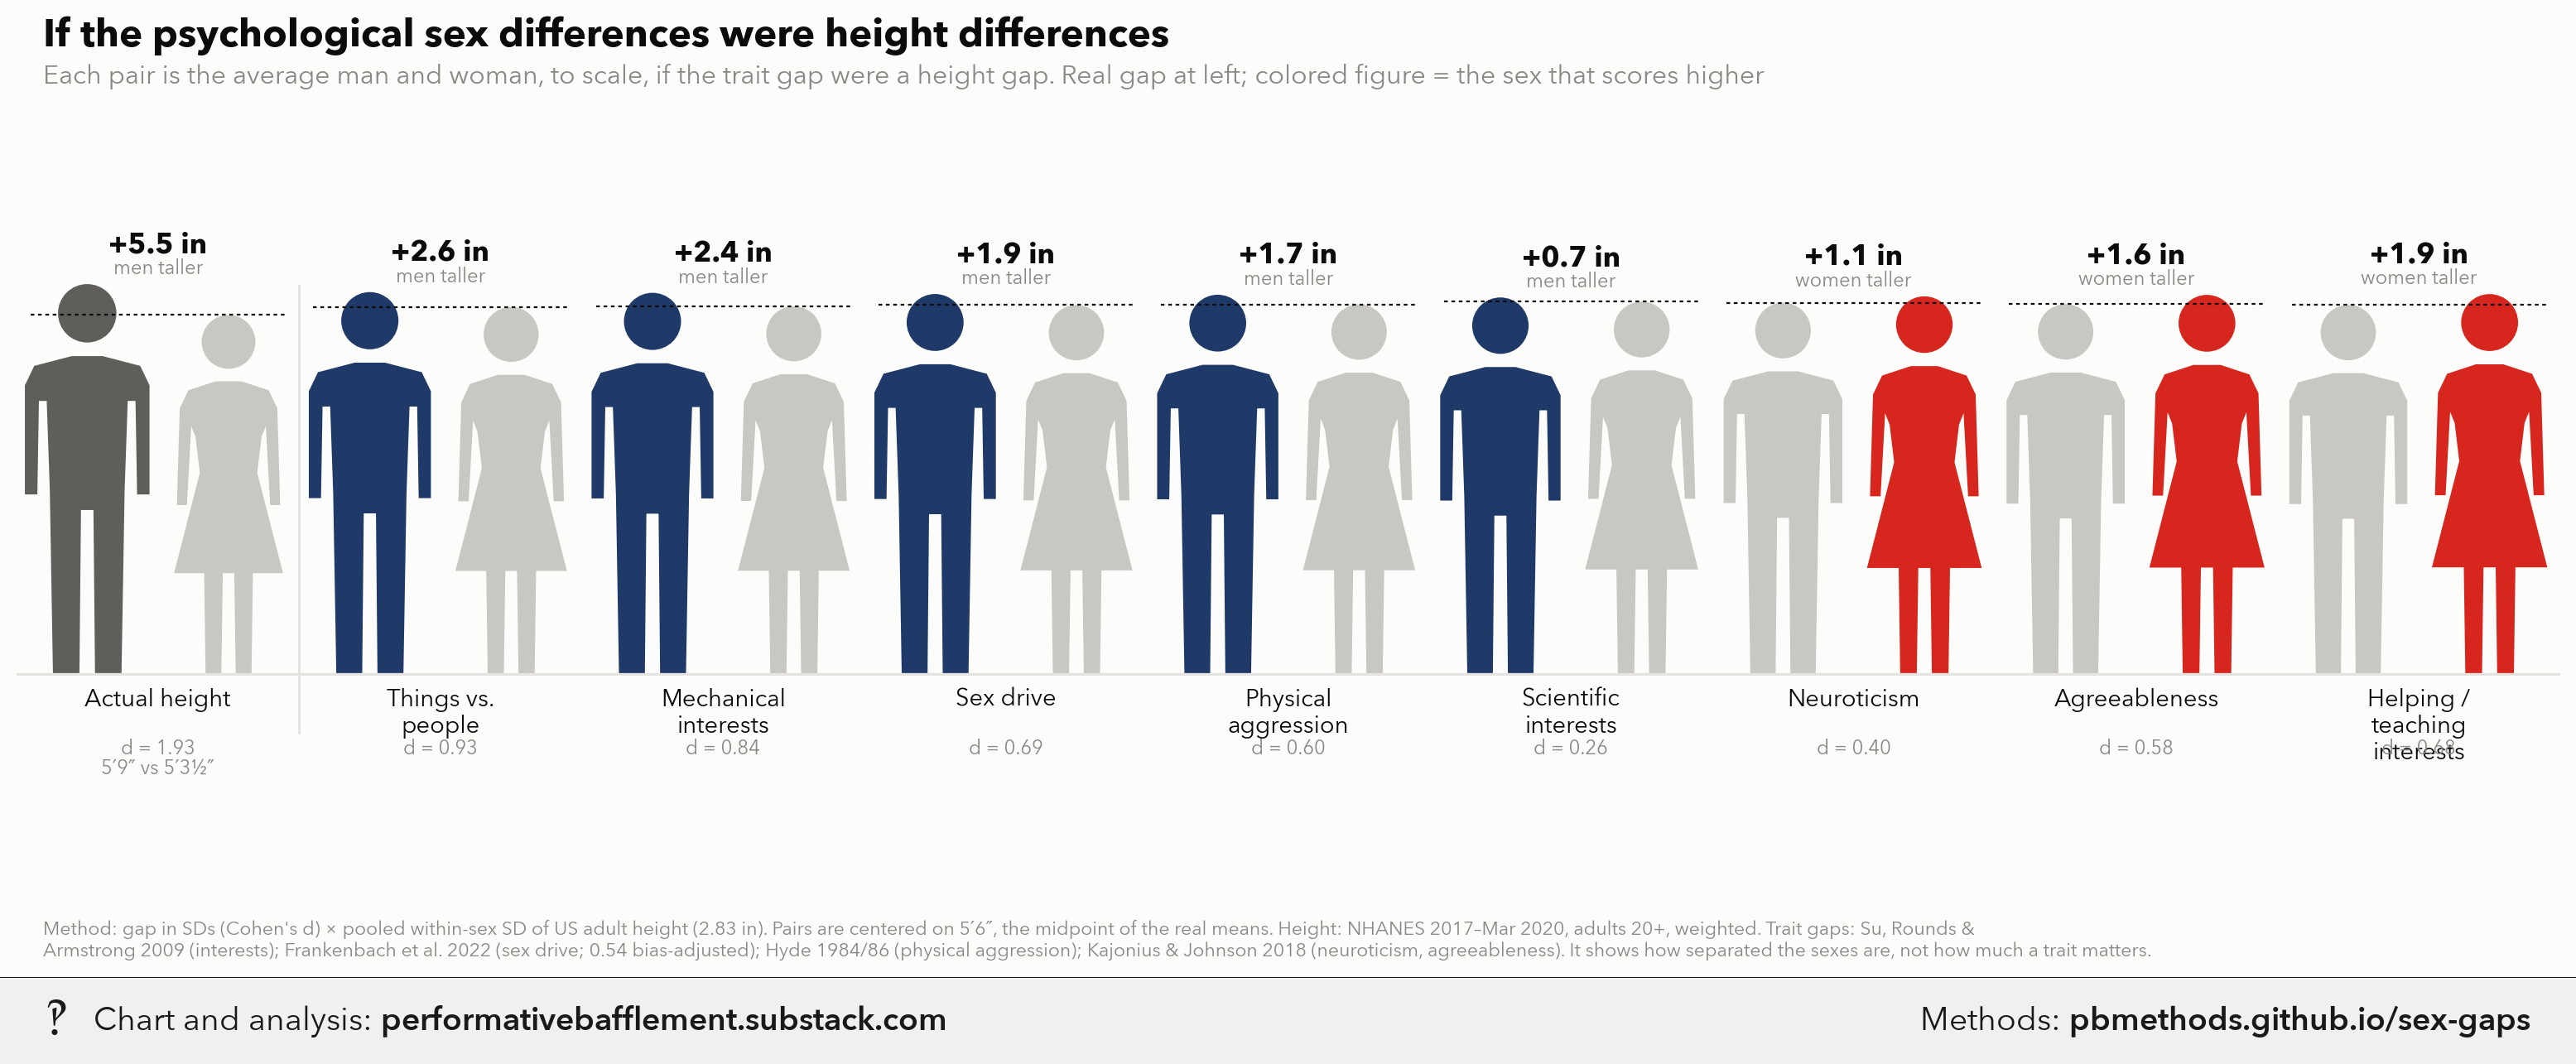 If the psychological sex differences were height differences
Each pair is the average man and woman, to scale, if the trait gap were a height gap. Real gap at left; colored figure = the sex that scores higher
+5.5 in
men taller
+2.6 in
men taller
+2.4 in
men taller
+1.9 in
men taller
+1.7 in
men taller
+0.7 in
men taller
+1.1 in
women taller
+1.6 in
women taller
+1.9 in
women taller
Actual height
d = 1.93
5′9″ vs 5′3½″
Things vs.
people
d = 0.93
Mechanical
interests
d = 0.84
Sex drive
d = 0.69
Physical
aggression
d = 0.60
Scientific
interests
d = 0.26
Neuroticism
d = 0.40
Agreeableness
d = 0.58
Helping /
teaching
interests
d = 0.68
Method: gap in SDs (Cohen's d) × pooled within-sex SD of US adult height (2.83 in). Pairs are centered on 5′6″, the midpoint of the real means. Height: NHANES 2017–Mar 2020, adults 20+, weighted. Trait gaps: Su, Rounds &
Armstrong 2009 (interests); Frankenbach et al. 2022 (sex drive; 0.54 bias-adjusted); Hyde 1984/86 (physical aggression); Kajonius & Johnson 2018 (neuroticism, agreeableness). It shows how separated the sexes are, not how much a trait matters.
‽ Chart and analysis: performativebafflement.substack.com
Methods: pbmethods.github.io/sex-gaps